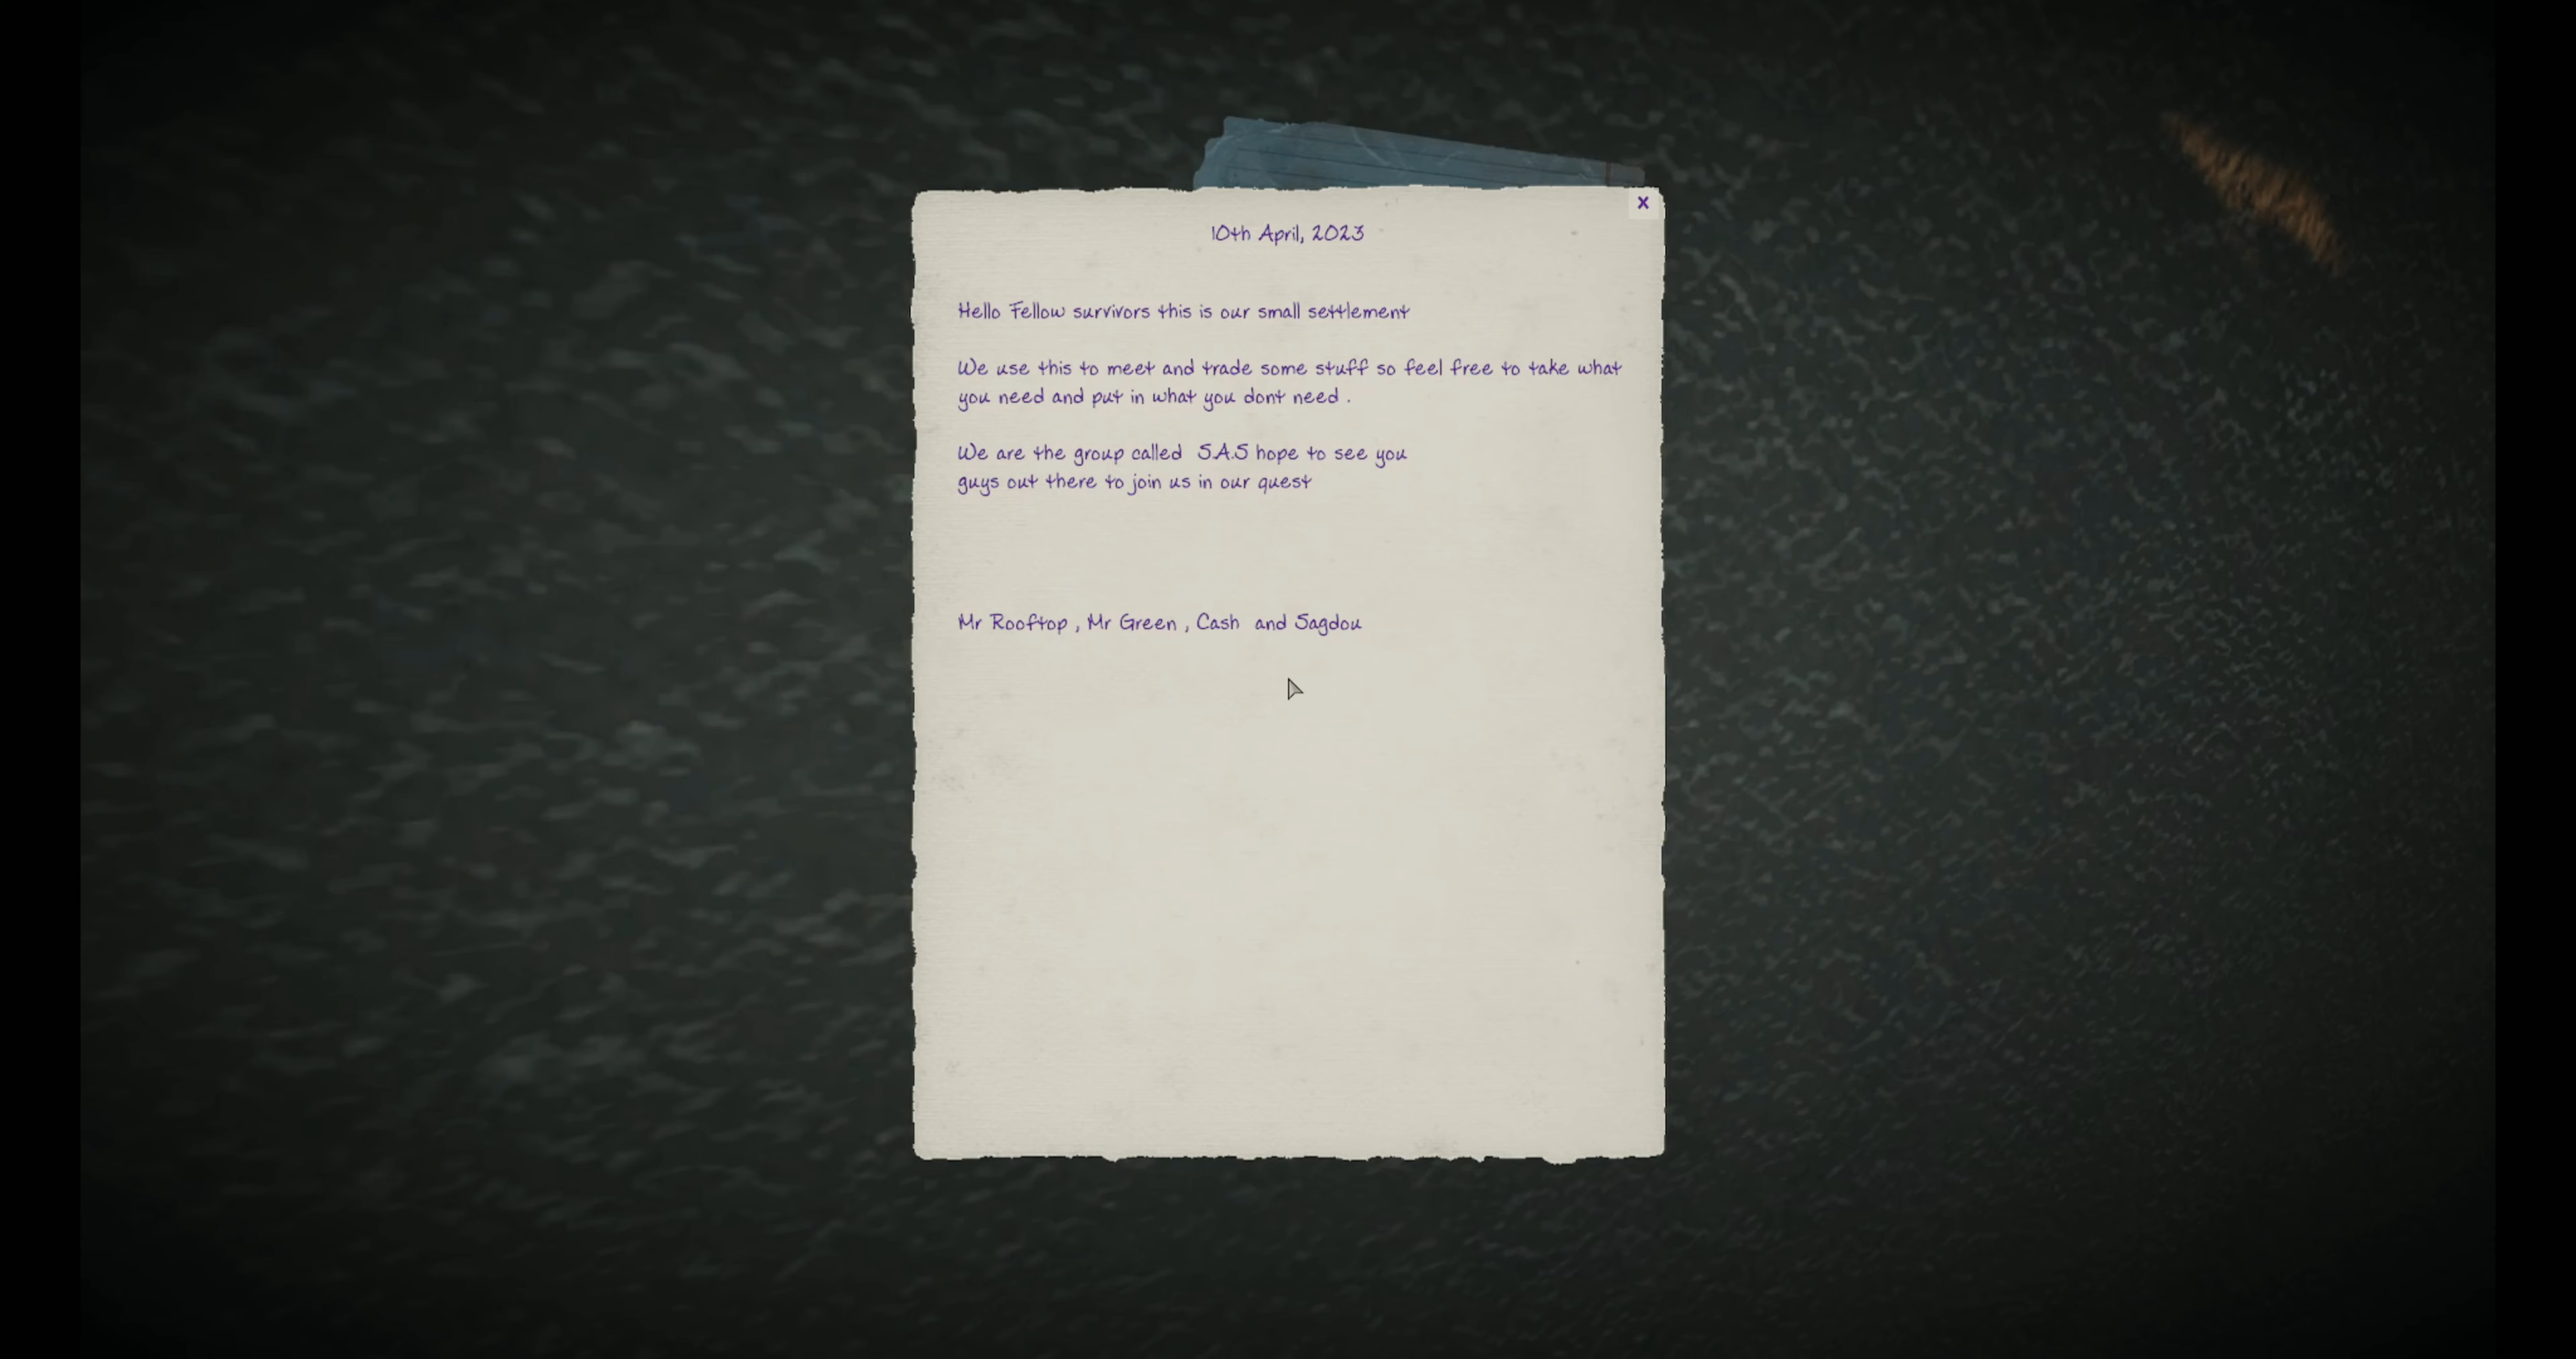 x
10th April, 2023
Hello Fellow survivors this is our small settlement
We use this to meet and trade some stuff so feel free to take what
you need and put in what you dont need .
We are the group called  S.A.S hope to see you
guys out there to join us in our quest
Mr Rooftop , Mr Green , Cash  and Sagdou